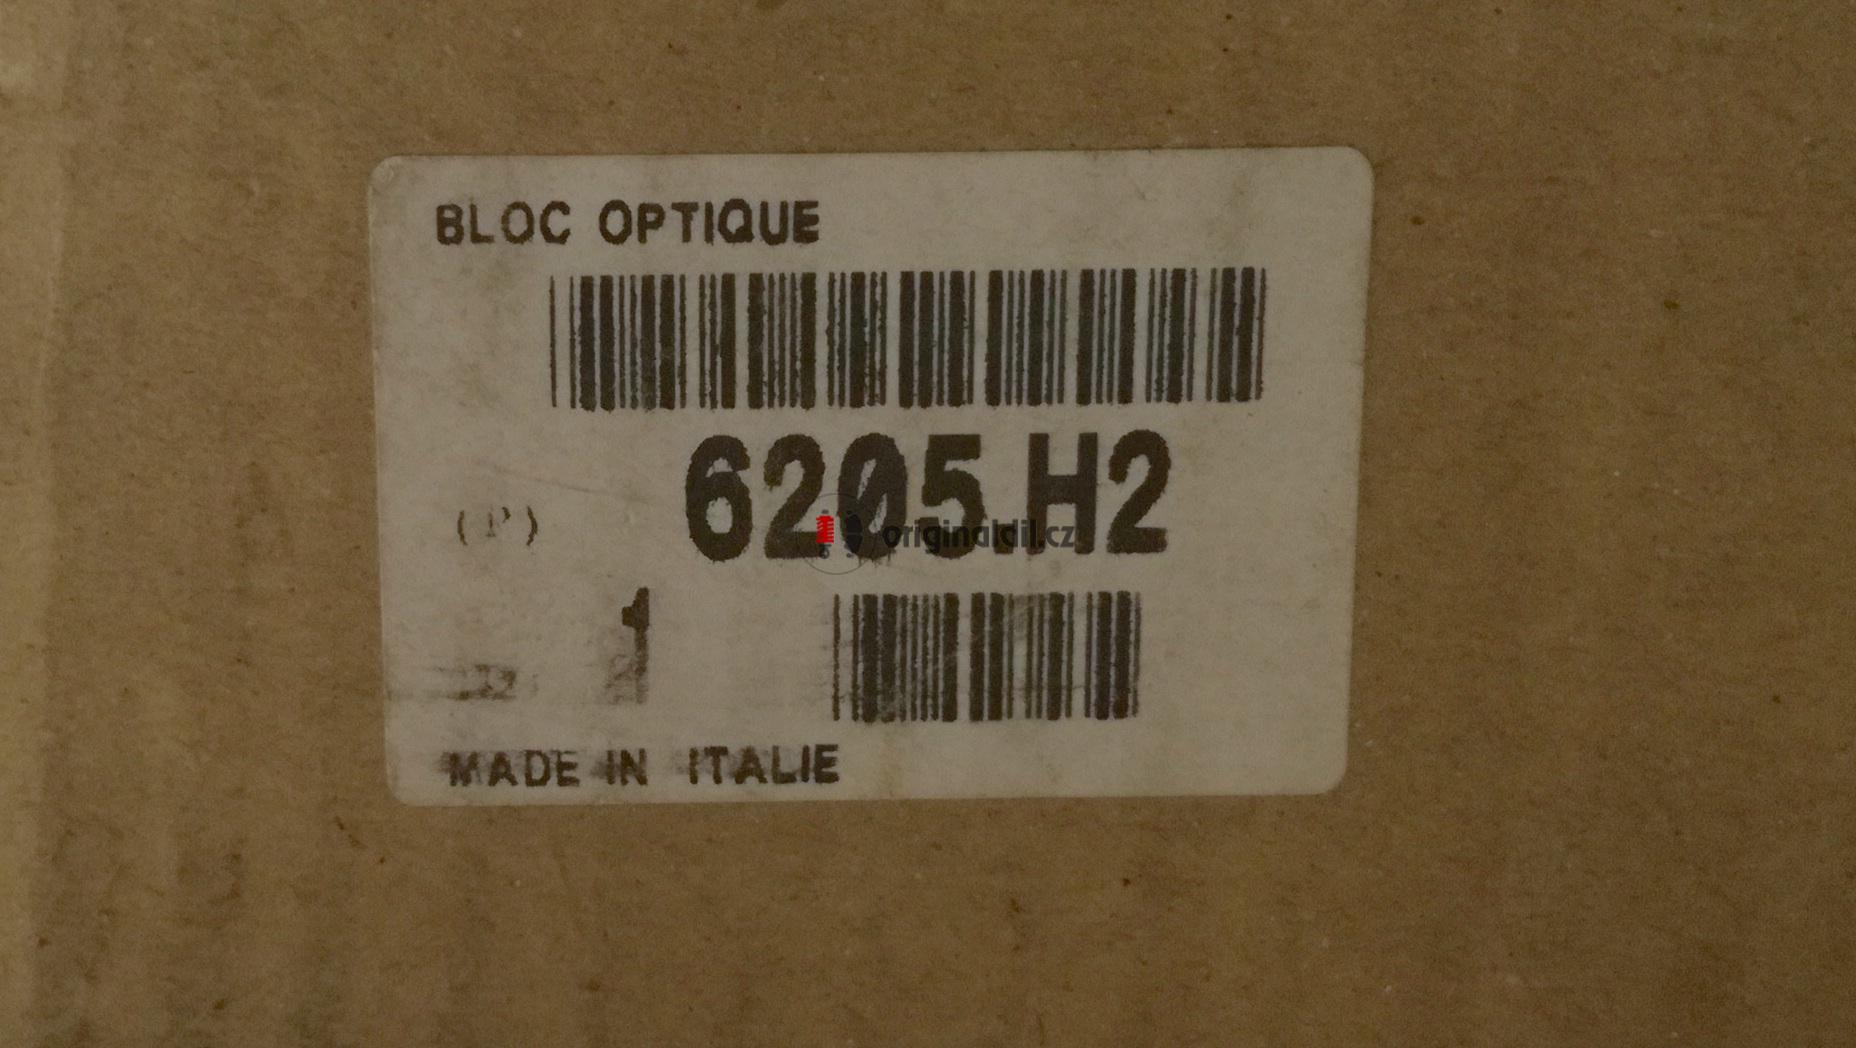 BLOC OPTIQUE
6205.H2
(P)
originaldil.cz
1
MADE IN ITALIE